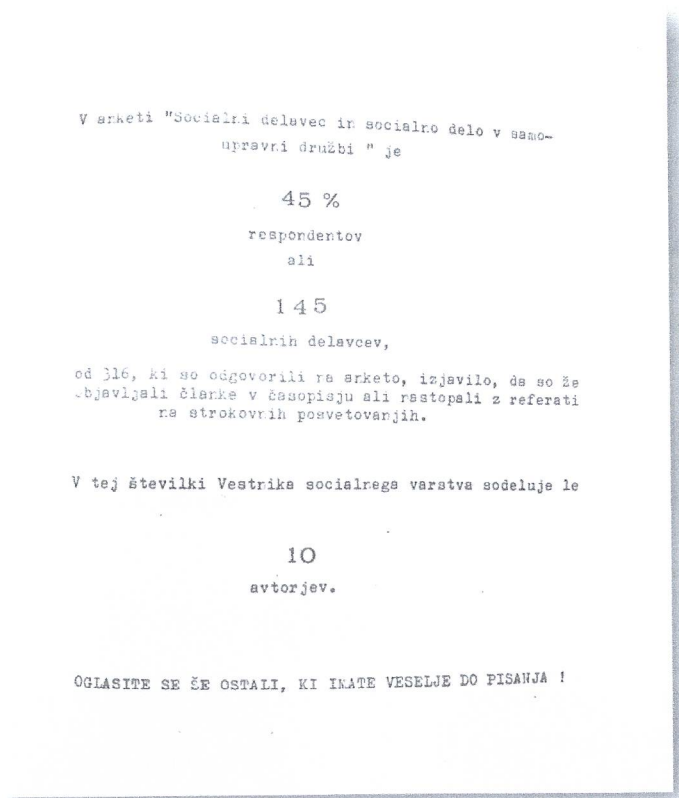 V anketi "Socialni delavec in socialno delo v samo-
upravni družbi " je
45 %
respondentov
ali
145
socialnih delavcev,
od 316, ki so odgovorili na anketo, izjavilo, da so že
objavljali članke v časopisju ali nastopali z referati
na strokovnih posvetovanjih.
V tej številki Vestnika socialnega varstva sodeluje le
10
avtorjev.
OGLASITE SE ŠE OSTALI, KI IMATE VESELJE DO PISANJA !